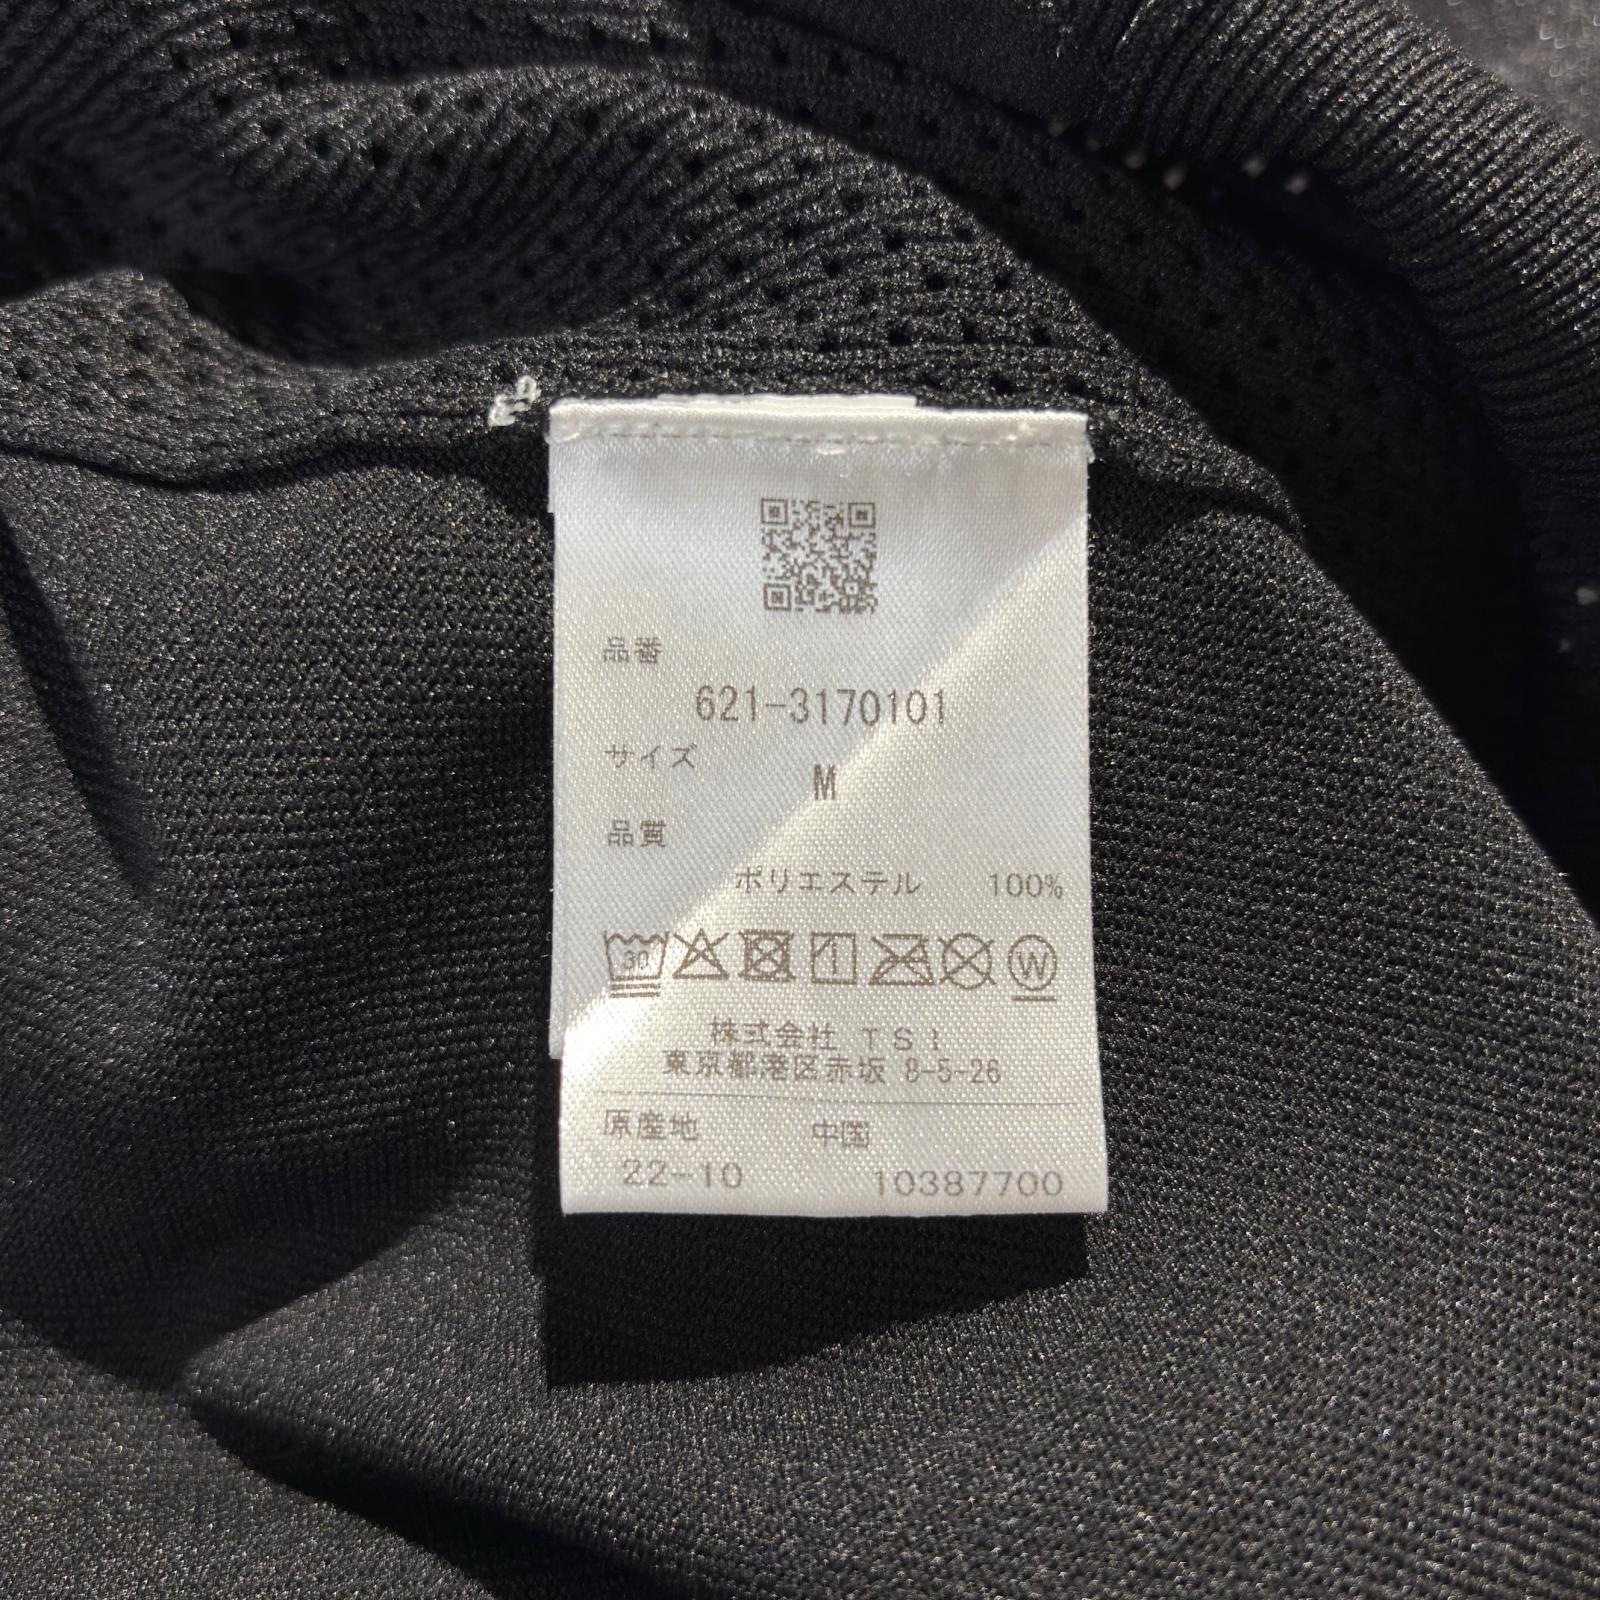 品番
621-3170101
サイズ
M
品質
ポリエステル 100%
30 W
株式会社 TSI
東京都港区赤坂 8-5-26
原産地 中国
22-10 10387700